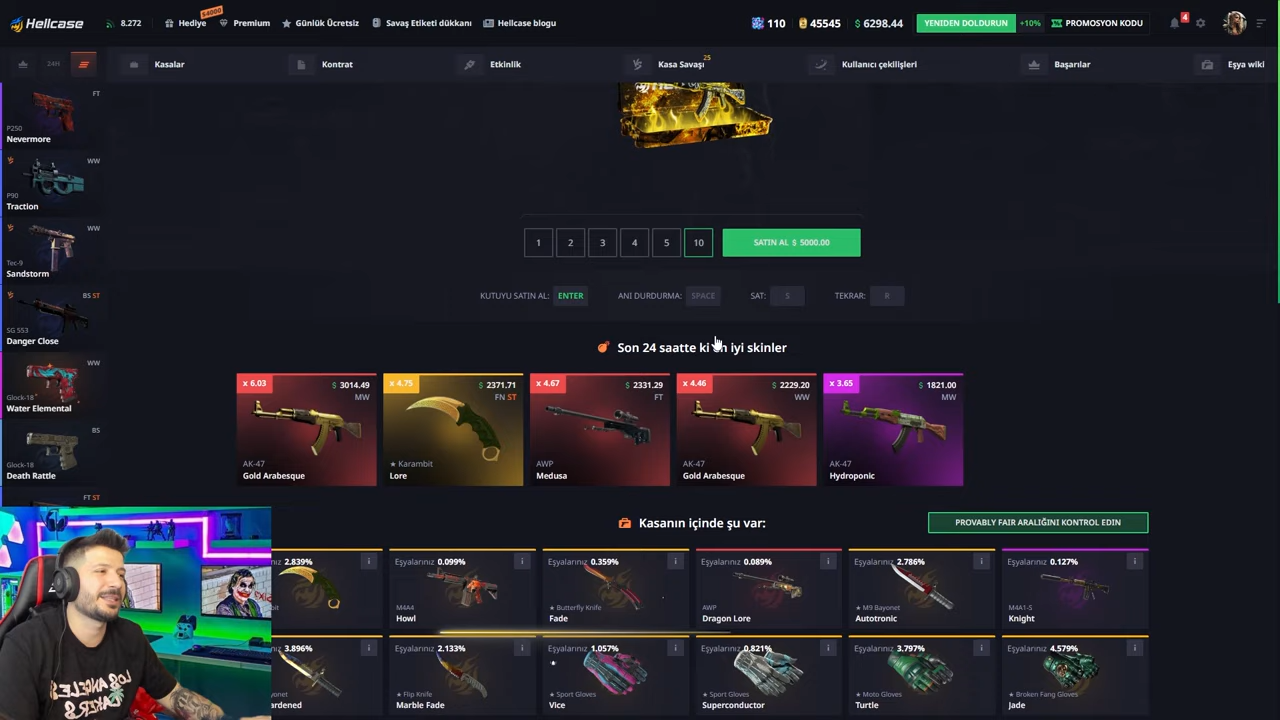 Hellcase
8.272
Hediye
$4000
Premium
Günlük Ücretsiz
Savaş Etiketi dükkanı
Hellcase blogu
110
45545
$ 6298.44
YENİDEN DOLDURUN
+10%
PROMOSYON KODU
4
24H
Kasalar
Kontrat
Etkinlik
Kasa Savaşı
25
Kullanıcı çekilişleri
Başarılar
Eşya wiki
FT
P250
Nevermore
WW
P90
Traction
WW
Tec-9
Sandstorm
BS ST
SG 553
Danger Close
WW
Glock-18
Water Elemental
BS
Glock-18
Death Rattle
FT ST
1
2
3
4
5
10
SATIN AL $ 5000.00
KUTUYU SATIN AL: ENTER
ANI DURDURMA: SPACE
SAT: S
TEKRAR: R
Son 24 saatte ki en iyi skinler
x 6.03
$ 3014.49
MW
AK-47
Gold Arabesque
x 4.75
$ 2371.71
FN ST
★ Karambit
Lore
x 4.67
$ 2331.29
FT
AWP
Medusa
x 4.46
$ 2229.20
WW
AK-47
Gold Arabesque
x 3.65
$ 1821.00
MW
AK-47
Hydroponic
Kasanın içinde şu var:
PROVABLY FAIR ARALIĞINI KONTROL EDIN
2.839%
Eşyalarınız 0.099%
M4A4
Howl
Eşyalarınız 0.359%
★ Butterfly Knife
Fade
Eşyalarınız 0.089%
AWP
Dragon Lore
Eşyalarınız 2.786%
★ M9 Bayonet
Autotronic
Eşyalarınız 0.127%
M4A1-S
Knight
3.896%
Eşyalarınız 2.133%
★ Flip Knife
Marble Fade
Eşyalarınız 1.057%
★ Sport Gloves
Vice
Eşyalarınız 0.821%
★ Sport Gloves
Superconductor
Eşyalarınız 3.797%
★ Moto Gloves
Turtle
Eşyalarınız 4.579%
★ Broken Fang Gloves
Jade